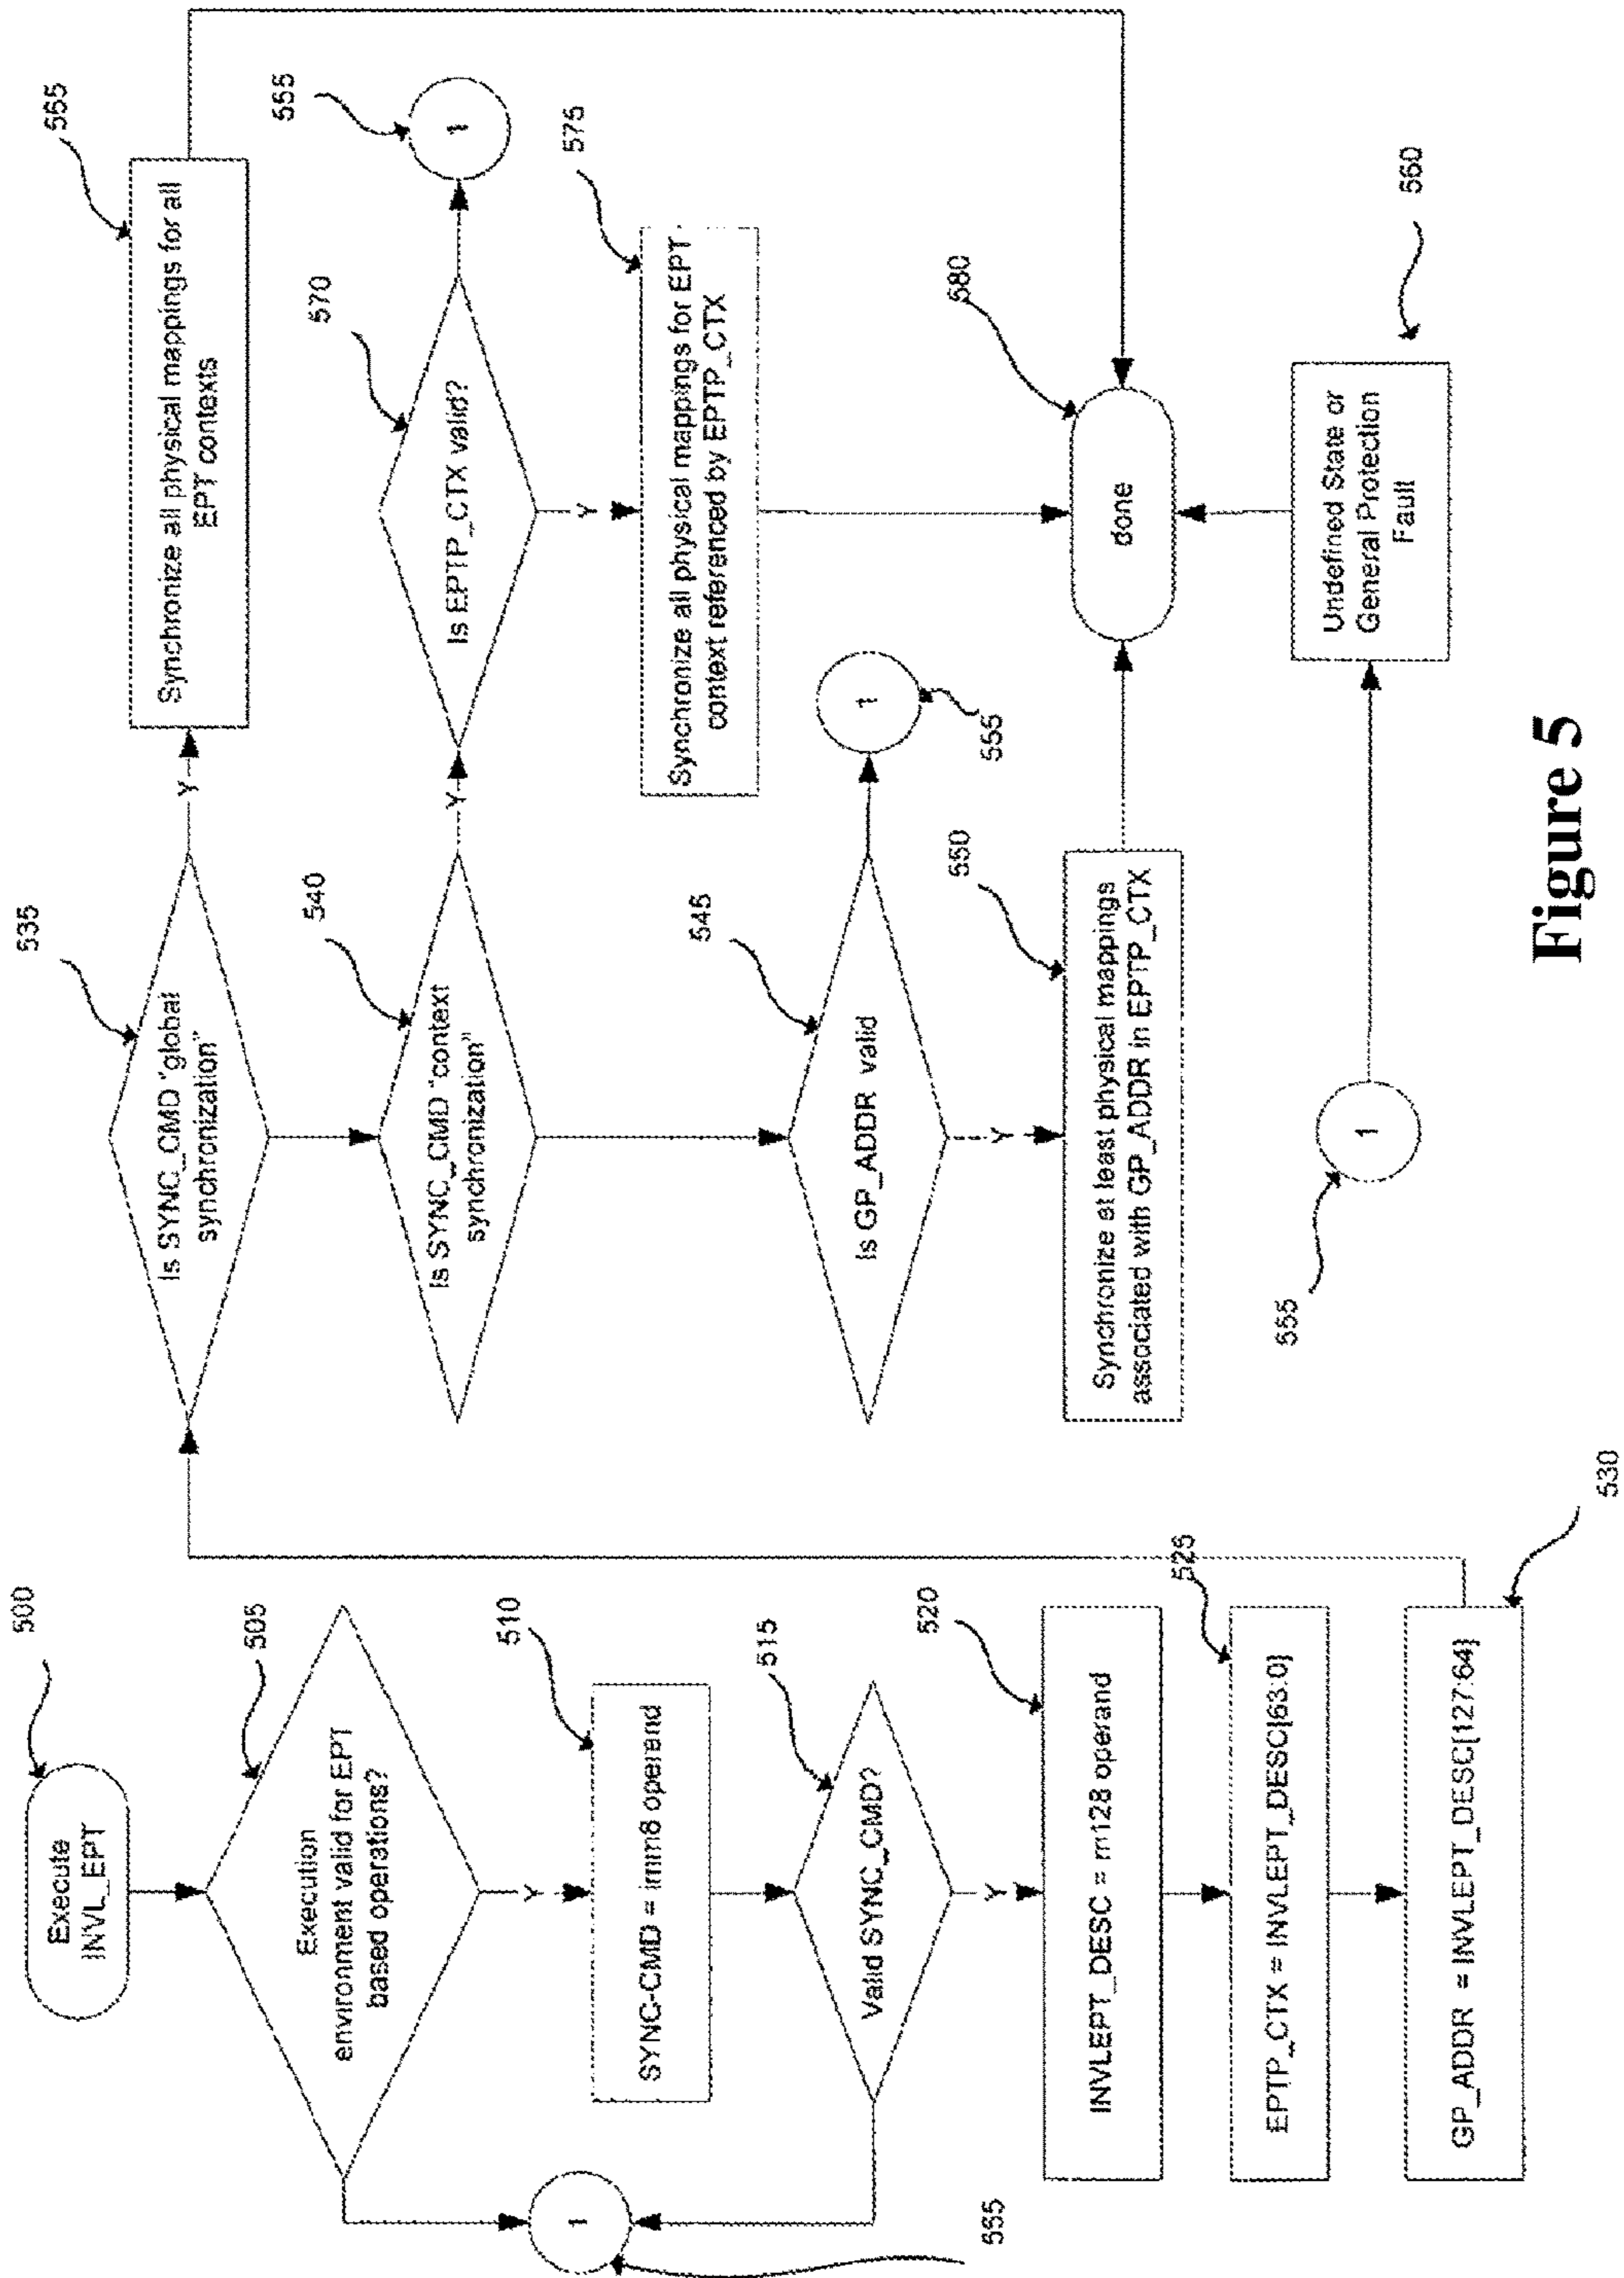 500
Execute
INVL_EPT
505
Execution
environment valid for EPT
based operations?
Y
510
SYNC-CMD = imm8 operand
515
Valid SYNC_CMD?
Y
520
INVLEPT_DESC = m128 operand
525
EPTP_CTX = INVLEPT_DESC[63:0]
530
GP_ADDR = INVLEPT_DESC[127:64]
1
555
535
Is SYNC_CMD "global
synchronization"
Y
565
Synchronize all physical mappings for all
EPT contexts
540
Is SYNC_CMD "context
synchronization"
Y
570
Is EPTP_CTX valid?
1
555
Y
575
Synchronize all physical mappings for EPT
context referenced by EPTP_CTX
545
Is GP_ADDR valid
1
555
Y
550
Synchronize at least physical mappings
associated with GP_ADDR in EPTP_CTX
580
done
555
1
560
Undefined State or
General Protection
Fault
Figure 5